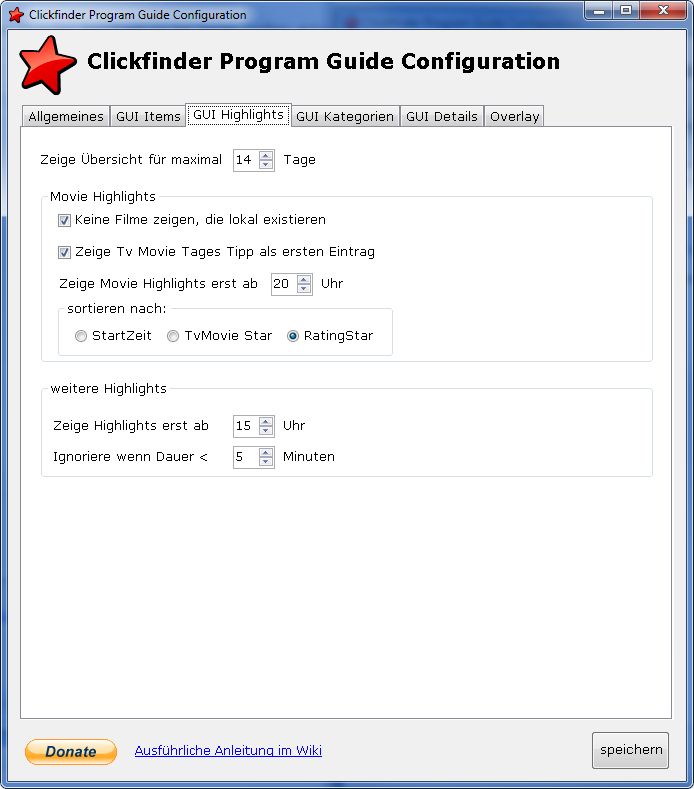 Clickfinder Program Guide Configuration
Clickfinder Program Guide Configuration
Allgemeines GUI Items GUI Highlights GUI Kategorien GUI Details Overlay
Zeige Übersicht für maximal 14 Tage
Movie Highlights
Keine Filme zeigen, die lokal existieren
Zeige Tv Movie Tages Tipp als ersten Eintrag
Zeige Movie Highlights erst ab 20 Uhr
sortieren nach:
StartZeit TvMovie Star RatingStar
weitere Highlights
Zeige Highlights erst ab 15 Uhr
Ignoriere wenn Dauer < 5 Minuten
Donate Ausführliche Anleitung im Wiki speichern